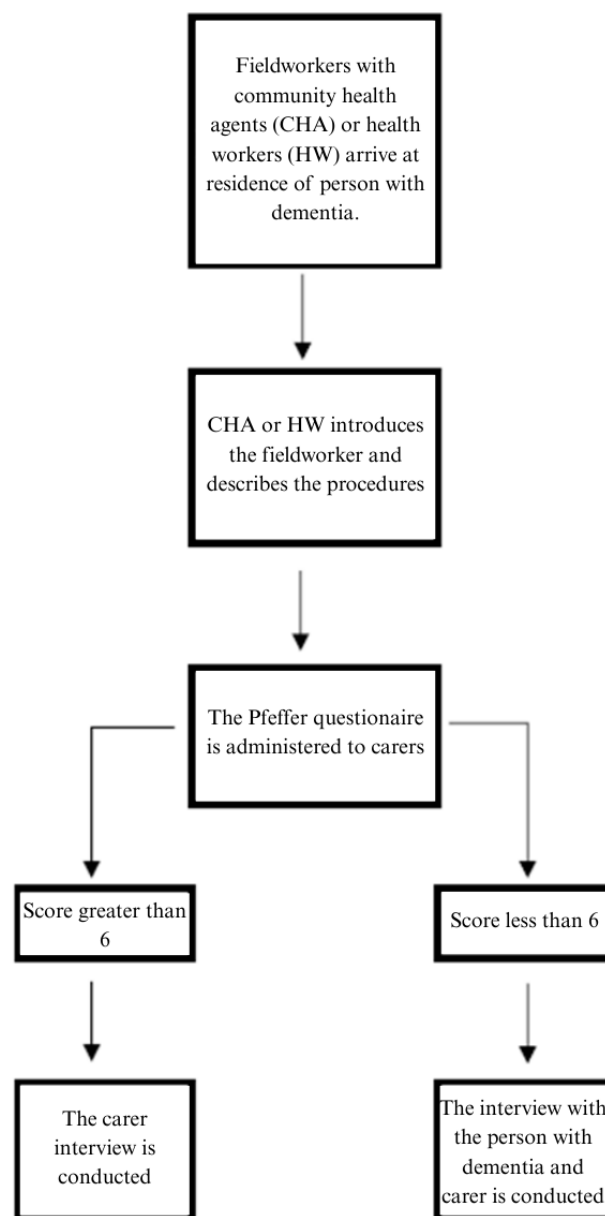 Fieldworkers with
community health
agents (CHA) or health
workers (HW) arrive at
residence of person with
dementia.
CHA or HW introduces
the fieldworker and
describes the procedures
The Pfeffer questionaire
is administered to carers
Score greater than
6
Score less than 6
The carer
interview is
conducted
The interview with
the person with
dementia and
carer is conducted